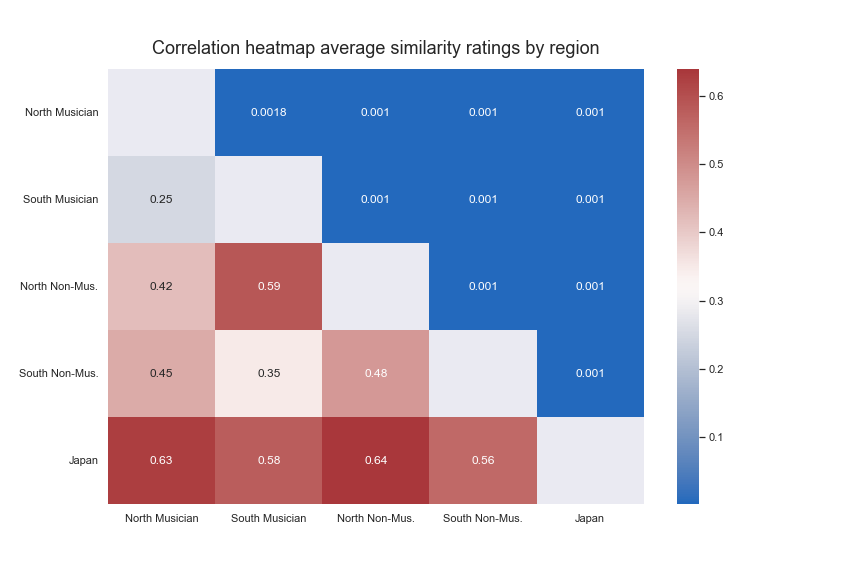 Correlation heatmap average similarity ratings by region
North Musician 0.0018 0.001 0.001 0.001
South Musician 0.25 0.001 0.001 0.001
North Non-Mus. 0.42 0.59 0.001 0.001
South Non-Mus. 0.45 0.35 0.48 0.001
Japan 0.63 0.58 0.64 0.56
North Musician South Musician North Non-Mus. South Non-Mus. Japan
0.6
0.5
0.4
0.3
0.2
0.1